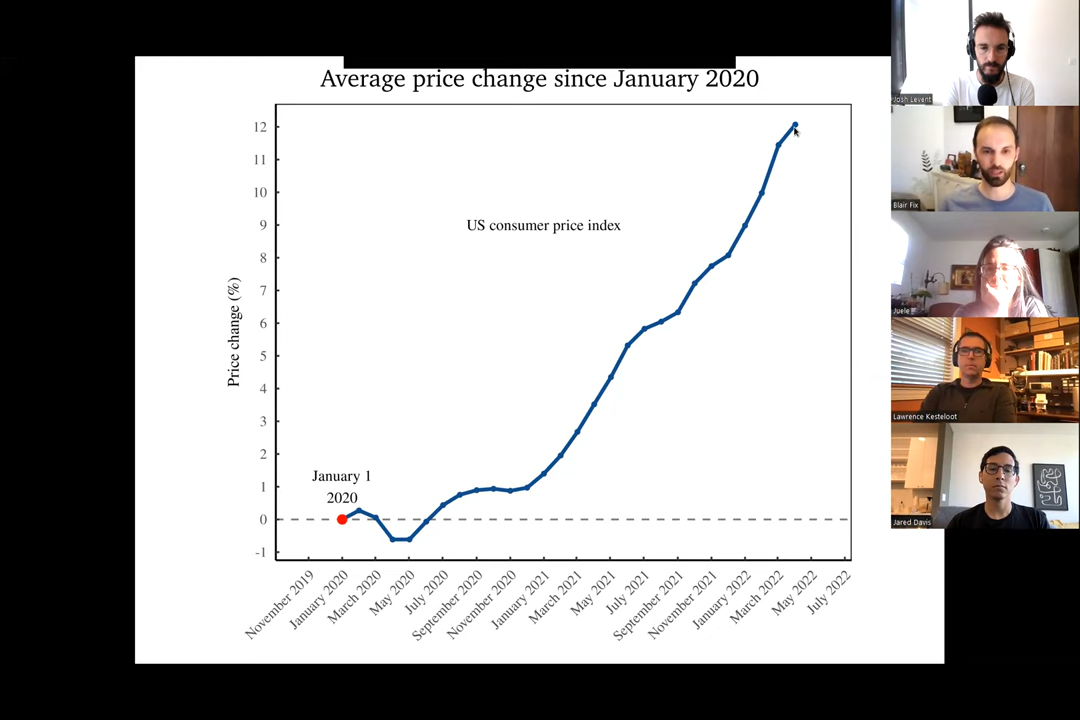 Average price change since January 2020
12
11
10
9
8
7
6
5
4
3
2
1
0
-1
Price change (%)
US consumer price index
January 1
2020
November 2019
January 2020
March 2020
May 2020
July 2020
September 2020
November 2020
January 2021
March 2021
May 2021
July 2021
September 2021
November 2021
January 2022
March 2022
May 2022
July 2022
Josh Levent
Blair Fix
Juele
Lawrence Kesteloot
Jared Davis